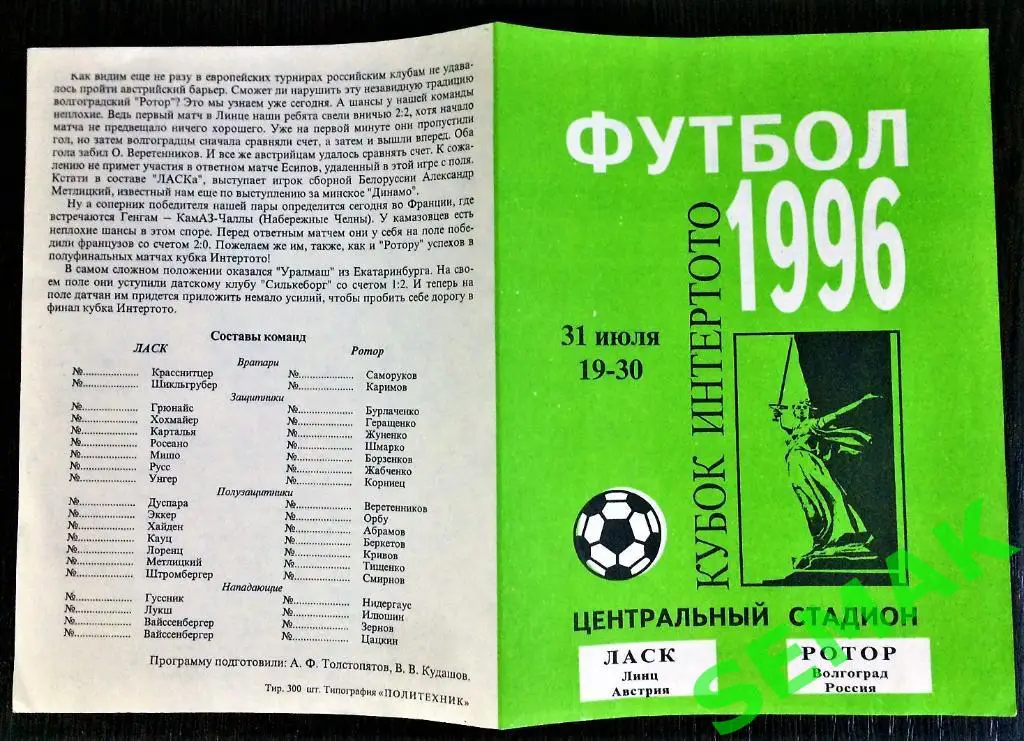 Как видим еще не разу в европейских турнирах российским клубам не удава-
лось пройти австрийский барьер. Сможет ли нарушить эту незавидную традицию
волгоградский "Ротор"? Это мы узнаем уже сегодня. А шансы у нашей команды
неплохие. Ведь первый матч в Линце наши ребята свели вничью 2:2, хотя начало
матча не предвещало ничего хорошего. Уже на первой минуте они пропустили
гол, но затем волгоградцы сначала сравняли счет, а затем и вышли вперед. Оба
гола забил О. Веретенников. И все же австрийцам удалось сравнять счет. К сожа-
лению не примет участия в ответном матче Есипов, удаленный в этой игре с поля.
Кстати в составе "ЛАСКа", выступает игрок сборной Белоруссии Александр
Метлицкий, известный нам еще по выступлению за минское "Динамо".
Ну а соперник победителя нашей пары определится сегодня во Франции, где
встречаются Генгам – КамАЗ-Чаллы (Набережные Челны). У камазовцев есть
неплохие шансы в этом споре. Перед ответным матчем они у себя на поле побе-
дили французов со счетом 2:0. Пожелаем же им, также, как и "Ротору" успехов в
полуфинальных матчах кубка Интертото!
В самом сложном положении оказался "Уралмаш" из Екатаринбурга. На сво-
ем поле они уступили датскому клубу "Силькеборг" со счетом 1:2. И теперь на
поле датчан им придется приложить немало усилий, чтобы пробить себе дорогу в
финал кубка Интертото.
Составы команд
ЛАСК Ротор
Вратари
№.............. Красснитцер №.................... Саморуков
№.............. Шикльгрубер №.................... Каримов
Защитники
№.............. Грюнайс №.................... Бурлаченко
№.............. Хохмайер №.................... Геращенко
№.............. Карталья №.................... Жуненко
№.............. Росеано №.................... Шмарко
№.............. Мишо №.................... Борзенков
№.............. Русс №.................... Жабченко
№.............. Унгер №.................... Корниец
Полузащитники
№.............. Дуспара №.................... Веретенников
№.............. Эккер №.................... Орбу
№.............. Хайден №.................... Абрамов
№.............. Кауц №.................... Беркетов
№.............. Лоренц №.................... Кривов
№.............. Метлицкий №.................... Тищенко
№.............. Штромбергер №.................... Смирнов
Нападающие
№.............. Гуссник №.................... Нидергаус
№.............. Лукш №.................... Илюшин
№.............. Вайссенбергер №.................... Зернов
№.............. Вайссенбергер №.................... Цацкин
Программу подготовили: А. Ф. Толстопятов, В. В. Кудашов.
Тир. 300 шт. Типография «ПОЛИТЕХНИК»
ФУТБОЛ
1996
КУБОК ИНТЕРТОТО
31 июля
19-30
ЦЕНТРАЛЬНЫЙ СТАДИОН
ЛАСК
Линц
Австрия
РОТОР
Волгоград
Россия
SEMAK